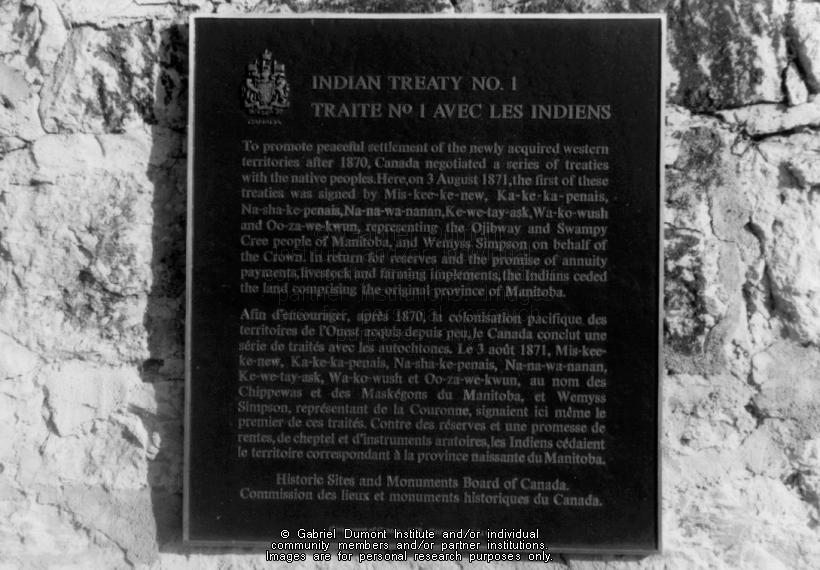 CANADA
INDIAN TREATY NO. 1
TRAITE Nº 1 AVEC LES INDIENS
To promote peaceful settlement of the newly acquired western
territories after 1870, Canada negotiated a series of treaties
with the native peoples. Here, on 3 August 1871, the first of these
treaties was signed by Mis-kee-ke-new, Ka-ke-ka-penais,
Na-sha-ke-penais, Na-na-wa-nanan, Ke-we-tay-ask, Wa-ko-wush
and Oo-za-we-kwun, representing the Ojibway and Swampy
Cree people of Manitoba, and Wemyss Simpson on behalf of
the Crown. In return for reserves and the promise of annuity
payments, livestock and farming implements, the Indians ceded
the land comprising the original province of Manitoba.
Afin d'encourager, après 1870, la colonisation pacifique des
territoires de l'Ouest acquis depuis peu, le Canada conclut une
série de traités avec les autochtones. Le 3 août 1871, Mis-kee-
ke-new, Ka-ke-ka-penais, Na-sha-ke-penais, Na-na-wa-nanan,
Ke-we-tay-ask, Wa-ko-wush et Oo-za-we-kwun, au nom des
Chippewas et des Maskégons du Manitoba, et Wemyss
Simpson, représentant de la Couronne, signaient ici même le
premier de ces traités. Contre des réserves et une promesse de
rentes, de cheptel et d'instruments aratoires, les Indiens cédaient
le territoire correspondant à la province naissante du Manitoba.
Historic Sites and Monuments Board of Canada.
Commission des lieux et monuments historiques du Canada.
© Gabriel Dumont Institute and/or individual
community members and/or partner institutions.
Images are for personal research purposes only.